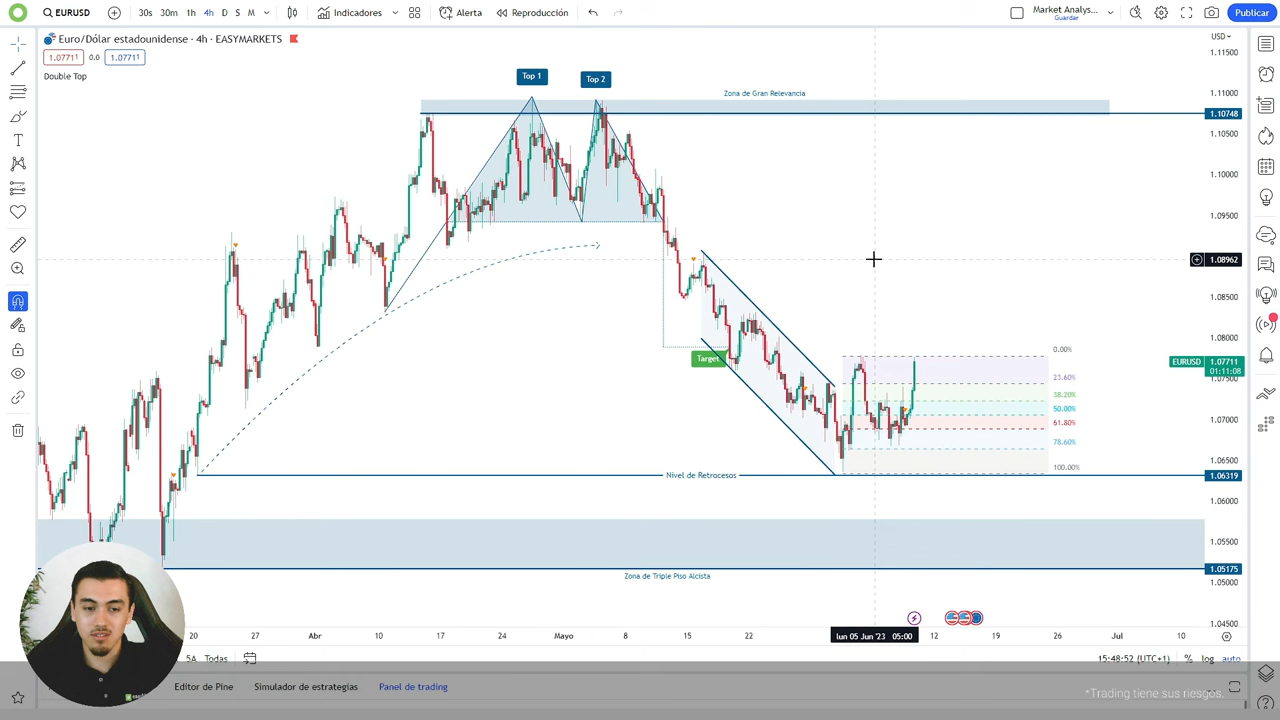 EURUSD
30s 30m 1h 4h D S M
Indicadores
Alerta
Reproducción
Market Analys...
Guardar
Publicar
Euro/Dólar estadounidense · 4h · EASYMARKETS
USD
1.07711
0.0
1.07711
Double Top
Top 1
Top 2
Zona de Gran Relevancia
1.11500
1.11000
1.10748
1.10500
1.10000
1.09500
1.08962
1.08500
1.08000
EURUSD
1.07711
01:11:08
1.07500
1.07000
1.06500
1.06319
1.06000
1.05500
1.05175
1.05000
1.04500
0.00%
23.60%
38.20%
50.00%
61.80%
78.60%
100.00%
Target
Nivel de Retrocesos
Zona de Triple Piso Alcista
20 27 Abr 10 17 24 Mayo 8 15 22 lun 05 Jun '23 05:00 12 19 26 Jul 10
5A Todas
15:48:52 (UTC+1) % log auto
Editor de Pine
Simulador de estrategias
Panel de trading
*Trading tiene sus riesgos.